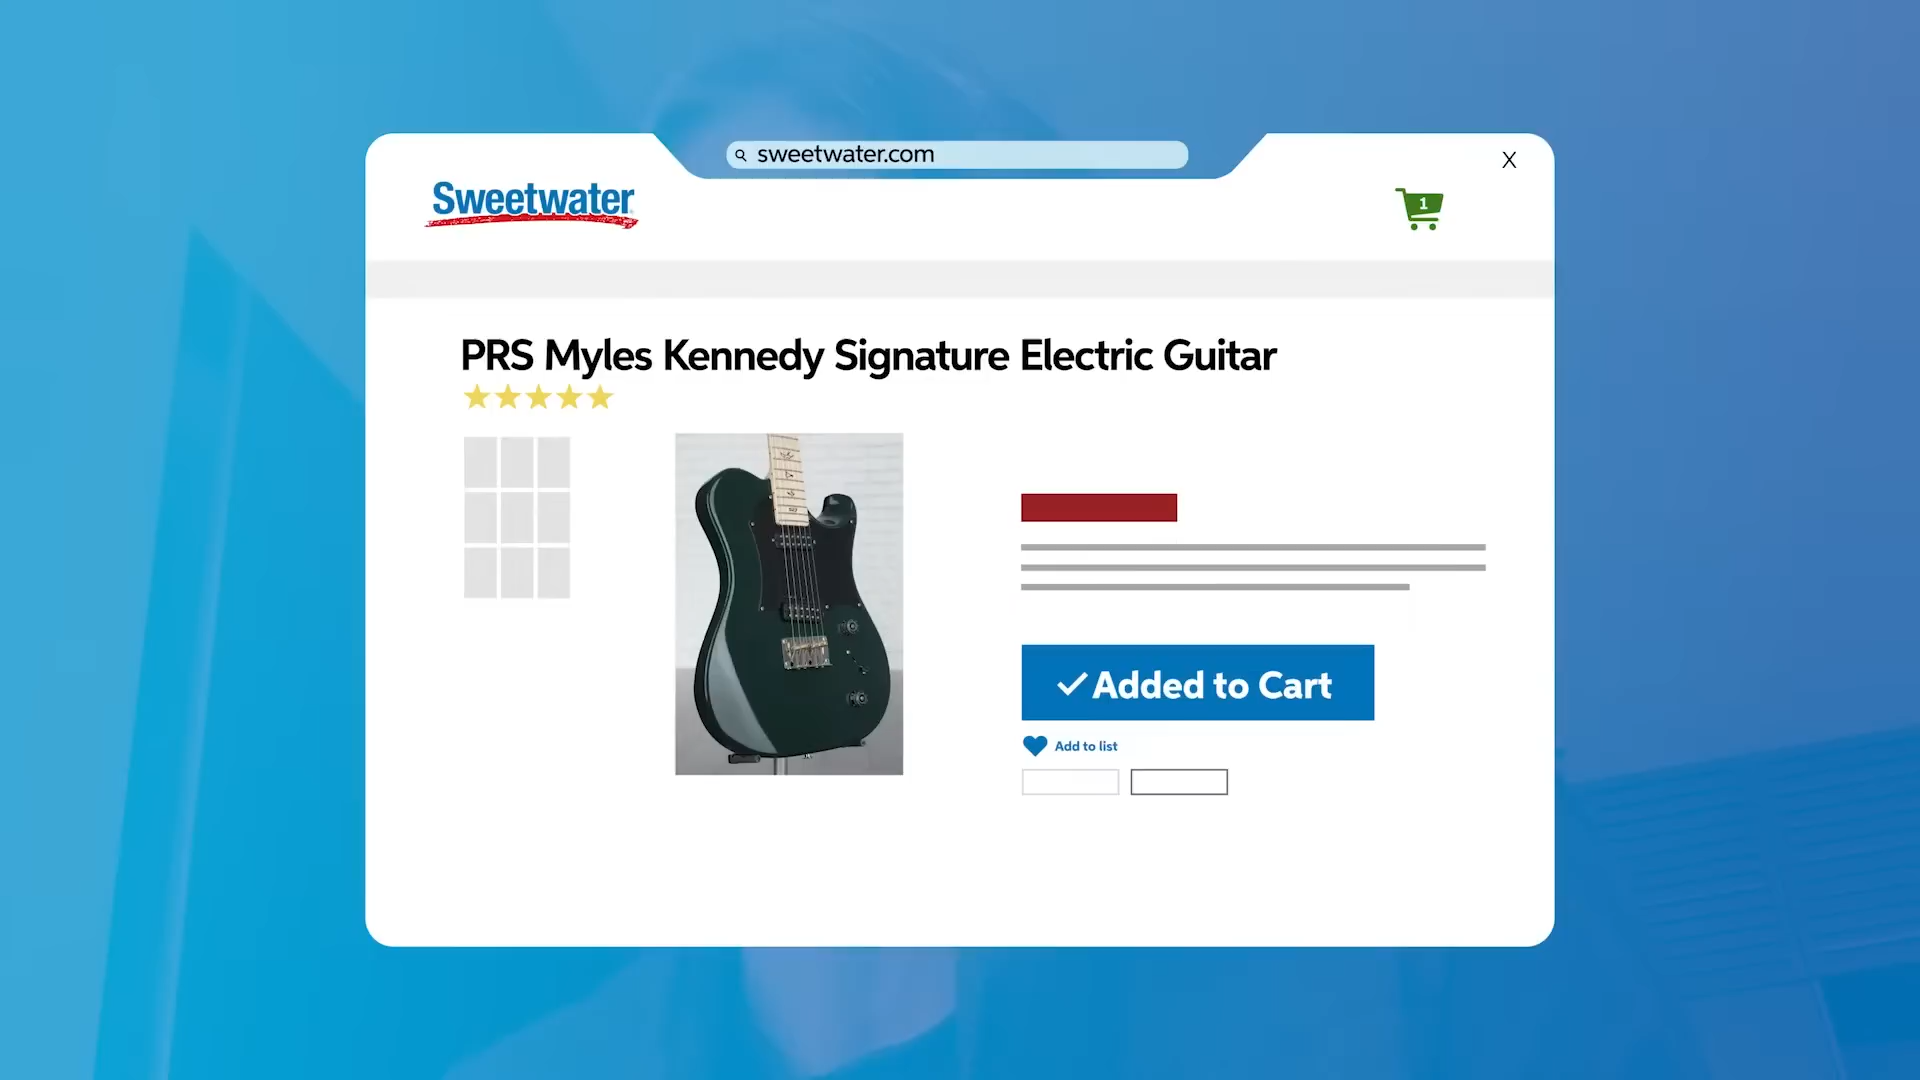 sweetwater.com
X
Sweetwater
1
PRS Myles Kennedy Signature Electric Guitar
Added to Cart
Add to list